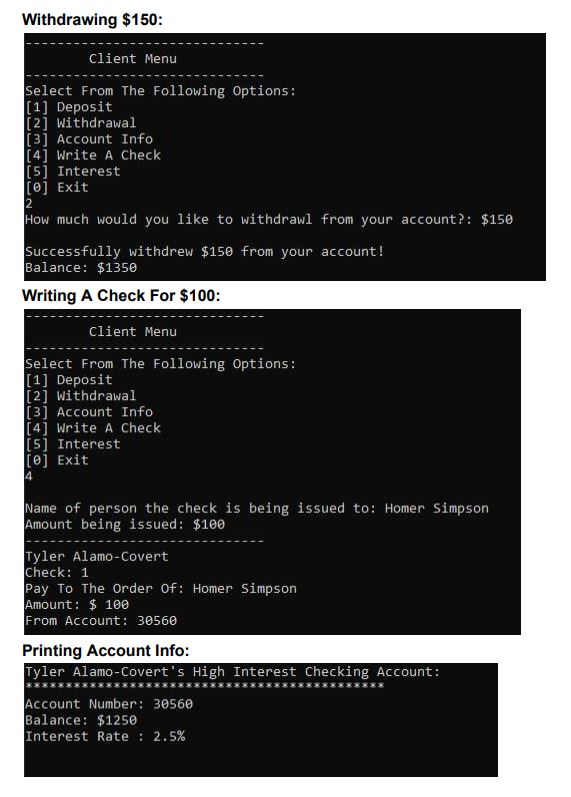 Withdrawing $150:
------------------------------
Client Menu
------------------------------
Select From The Following Options:
[1] Deposit
[2] Withdrawal
[3] Account Info
[4] Write A Check
[5] Interest
[0] Exit
2
How much would you like to withdrawl from your account?: $150
Successfully withdrew $150 from your account!
Balance: $1350
Writing A Check For $100:
------------------------------
Client Menu
------------------------------
Select From The Following Options:
[1] Deposit
[2] Withdrawal
[3] Account Info
[4] Write A Check
[5] Interest
[0] Exit
4
Name of person the check is being issued to: Homer Simpson
Amount being issued: $100
------------------------------
Tyler Alamo-Covert
Check: 1
Pay To The Order Of: Homer Simpson
Amount: $ 100
From Account: 30560
Printing Account Info:
Tyler Alamo-Covert's High Interest Checking Account:
*********************************************
Account Number: 30560
Balance: $1250
Interest Rate : 2.5%